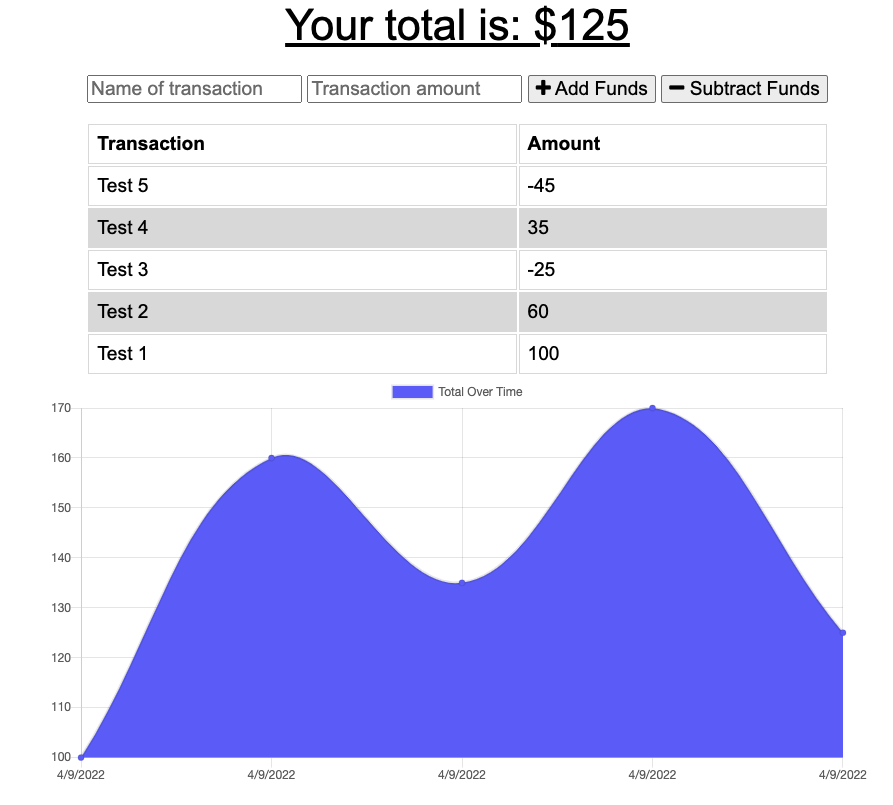 Your total is: $125
Name of transaction Transaction amount + Add Funds − Subtract Funds
Transaction Amount
Test 5 -45
Test 4 35
Test 3 -25
Test 2 60
Test 1 100
Total Over Time
170
160
150
140
130
120
110
100
4/9/2022 4/9/2022 4/9/2022 4/9/2022 4/9/2022